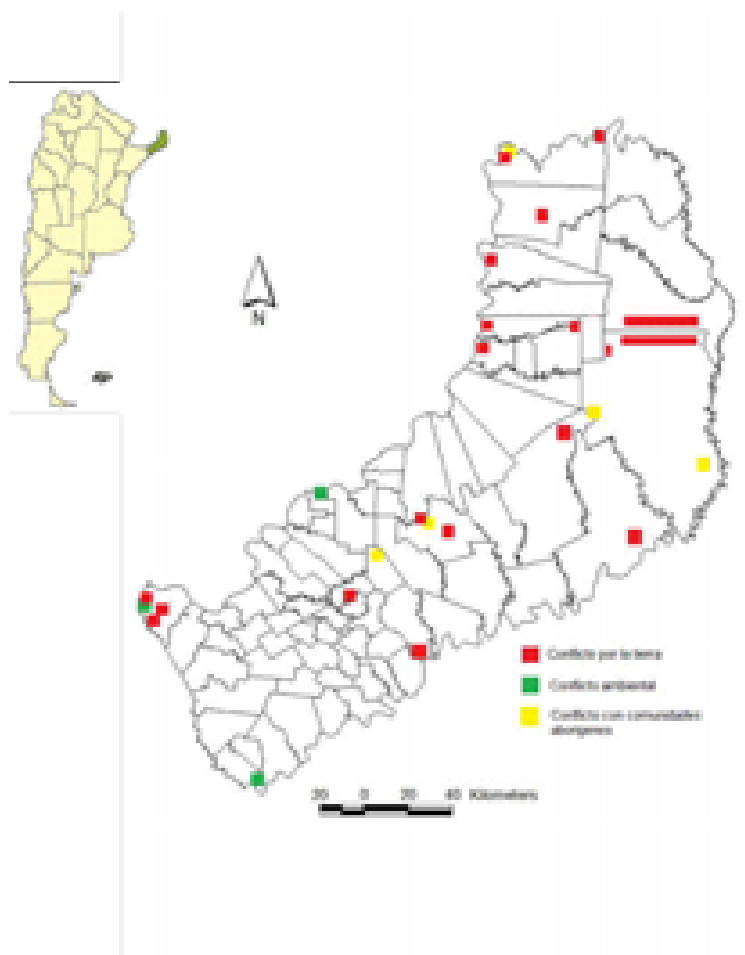 N
Conflicto por la tierra
Conflicto ambiental
Conflicto con comunidades
aborígenes
20 0 20 40 Kilometers